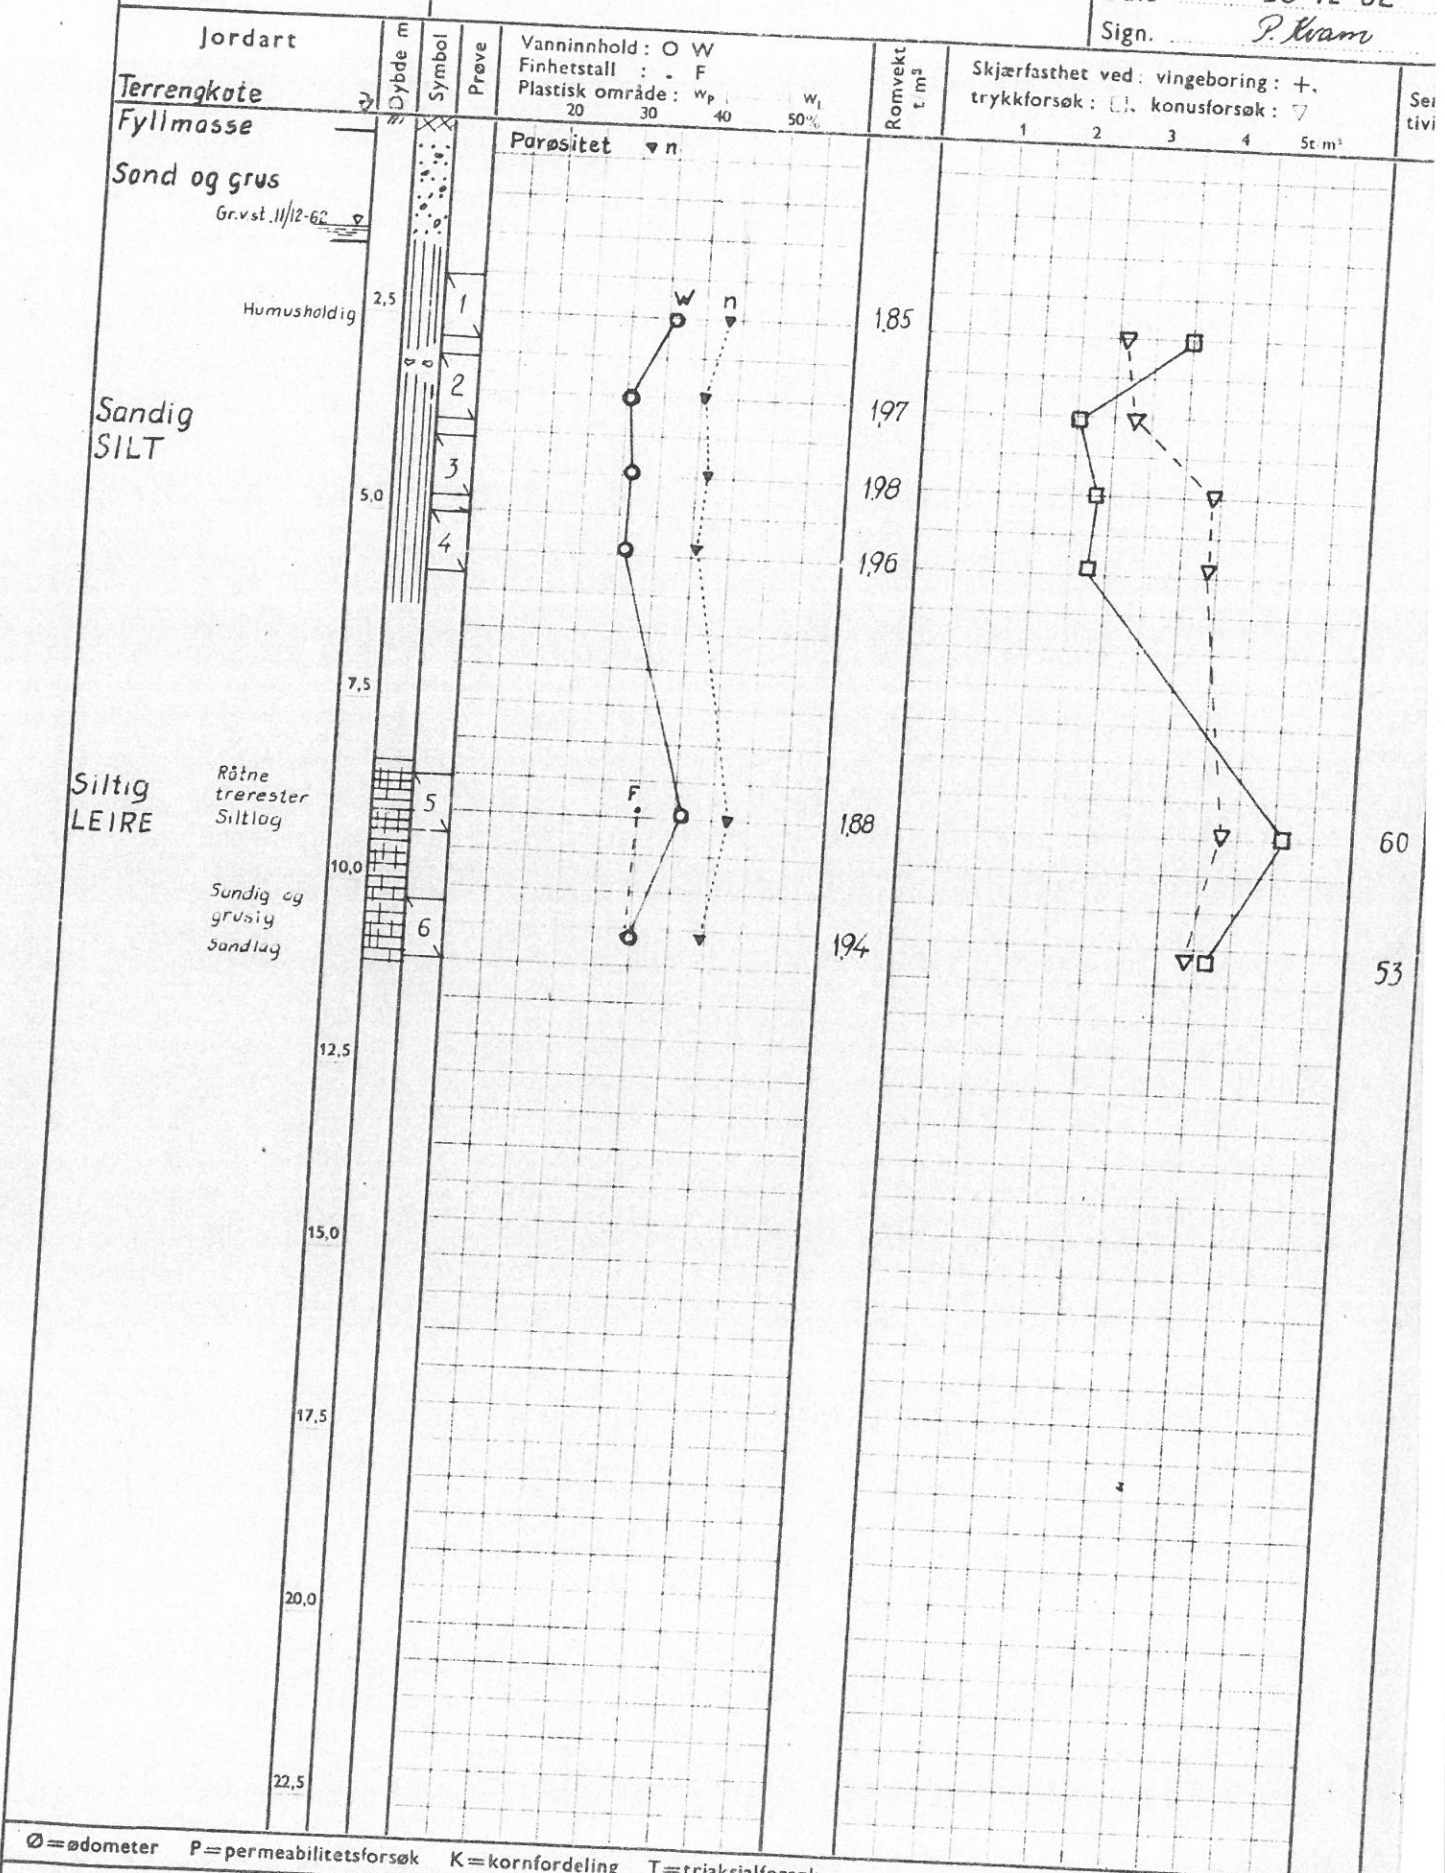 Sign. P. Kvam
Jordart
Terrengkote
Dybde m
Symbol
Prøve
Vanninnhold: O W
Finhetstall : . F
Plastisk område: wP wL
20 30 40 50%
Romvekt t/m³
Skjærfasthet ved: vingeboring: +,
trykkforsøk: □. konusforsøk: ▽
1 2 3 4 5t/m²
Fyllmasse
Porøsitet ▼ n
Sand og grus
Gr.v.st. 11/12-62
2,5
1
W n
1,85
Humusholdig
2
1,97
Sandig
SILT
3
1,98
5,0
4
1,96
7,5
Siltig
LEIRE
Råtne
trerester
Siltlag
5
F
1,88
60
10,0
Sandig og
grusig
Sandlag
6
1,94
53
12,5
15,0
17,5
20,0
22,5
Ø=ødometer P=permeabilitetsforsøk K=kornfordeling